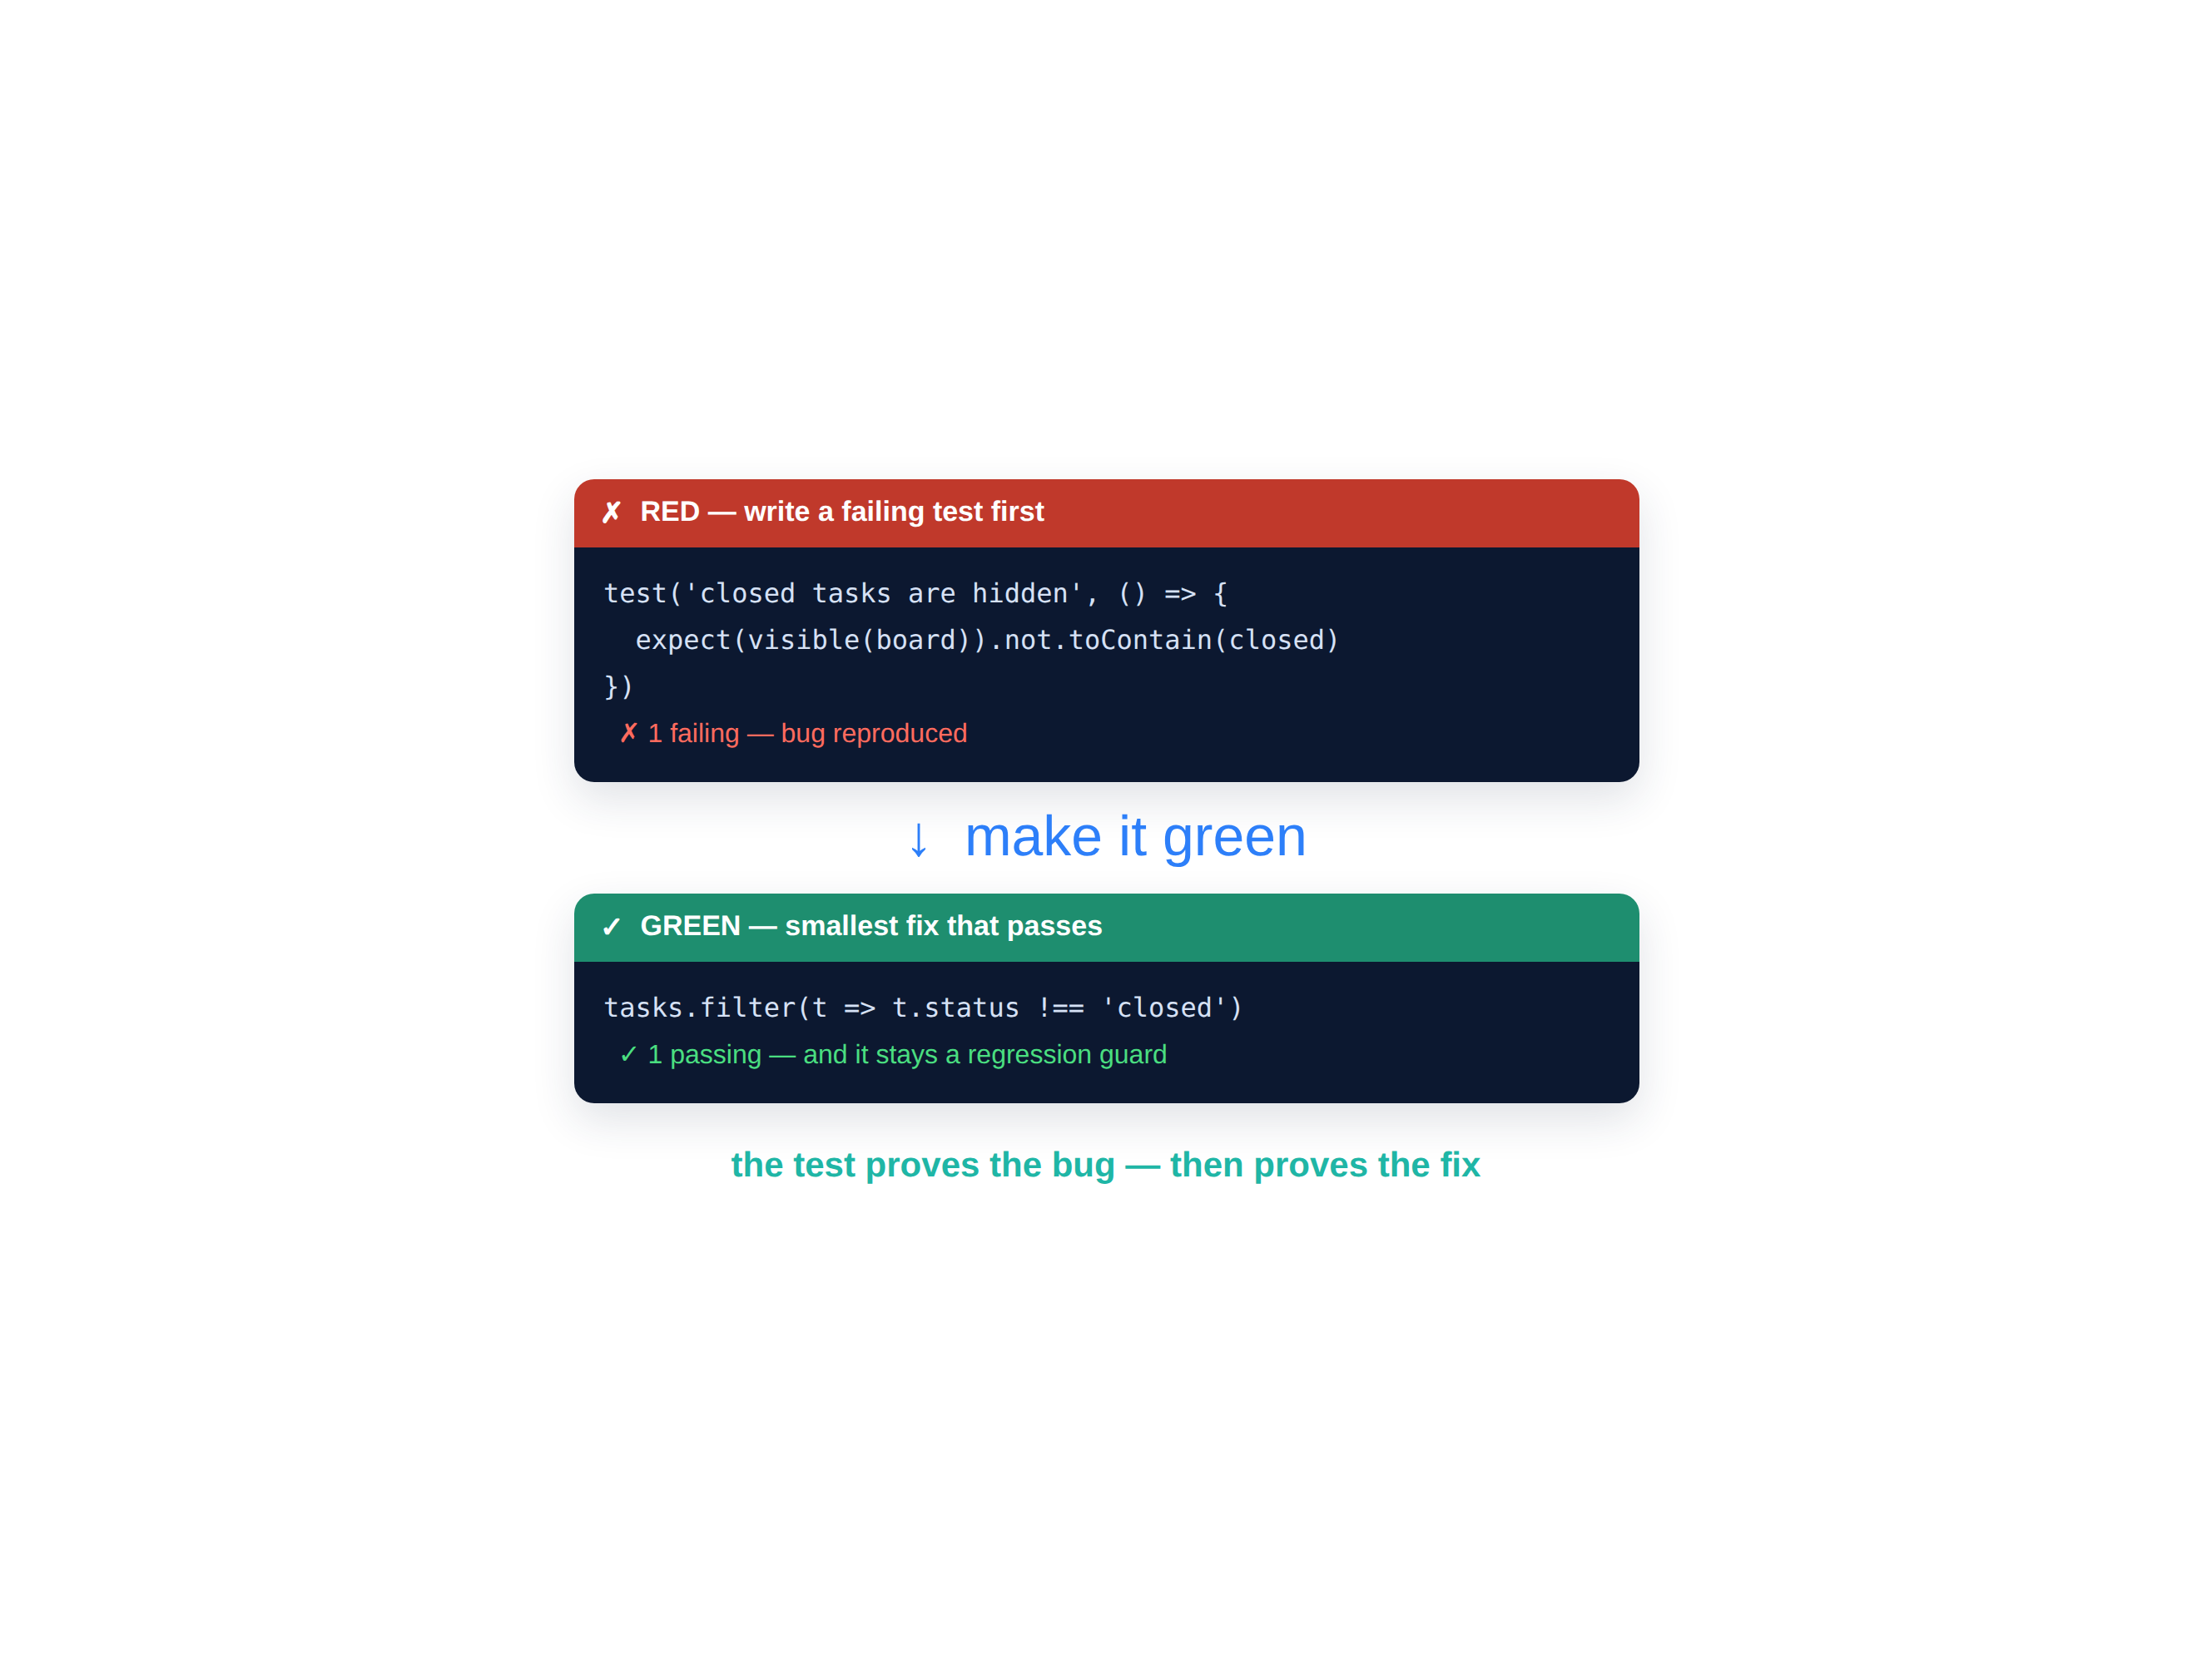 ✗ RED — write a failing test first
test('closed tasks are hidden', () => {
  expect(visible(board)).not.toContain(closed)
})
✗ 1 failing — bug reproduced
↓ make it green
✓ GREEN — smallest fix that passes
tasks.filter(t => t.status !== 'closed')
✓ 1 passing — and it stays a regression guard
the test proves the bug — then proves the fix